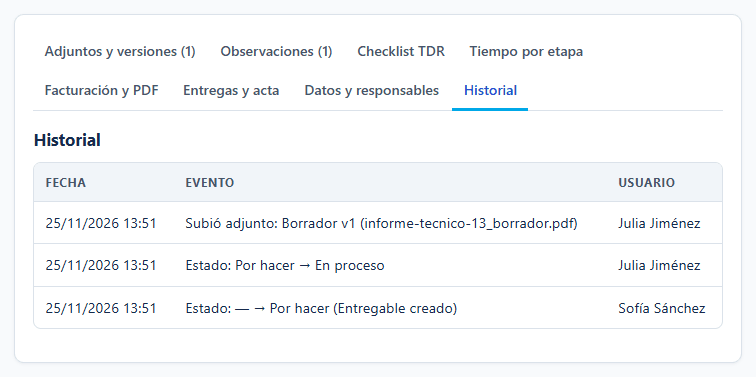 Adjuntos y versiones (1) Observaciones (1) Checklist TDR Tiempo por etapa
Facturación y PDF Entregas y acta Datos y responsables Historial
Historial
FECHA EVENTO USUARIO
25/11/2026 13:51 Subió adjunto: Borrador v1 (informe-tecnico-13_borrador.pdf) Julia Jiménez
25/11/2026 13:51 Estado: Por hacer → En proceso Julia Jiménez
25/11/2026 13:51 Estado: — → Por hacer (Entregable creado) Sofía Sánchez